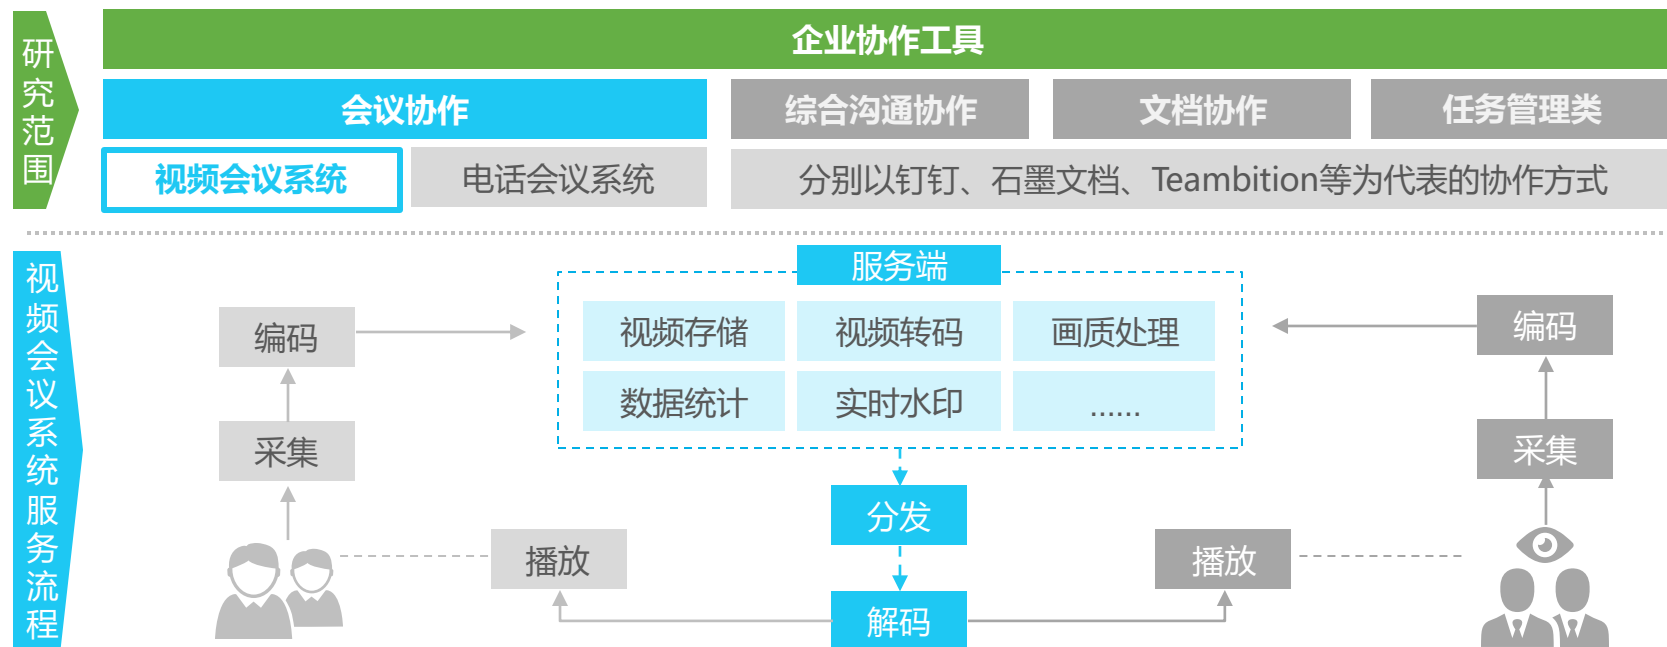 研究范围
企业协作工具
会议协作
综合沟通协作
文档协作
任务管理类
视频会议系统
电话会议系统
分别以钉钉、石墨文档、Teambition等为代表的协作方式
视频会议系统服务流程
服务端
编码
视频存储
视频转码
画质处理
编码
数据统计
实时水印
......
采集
采集
分发
播放
播放
解码